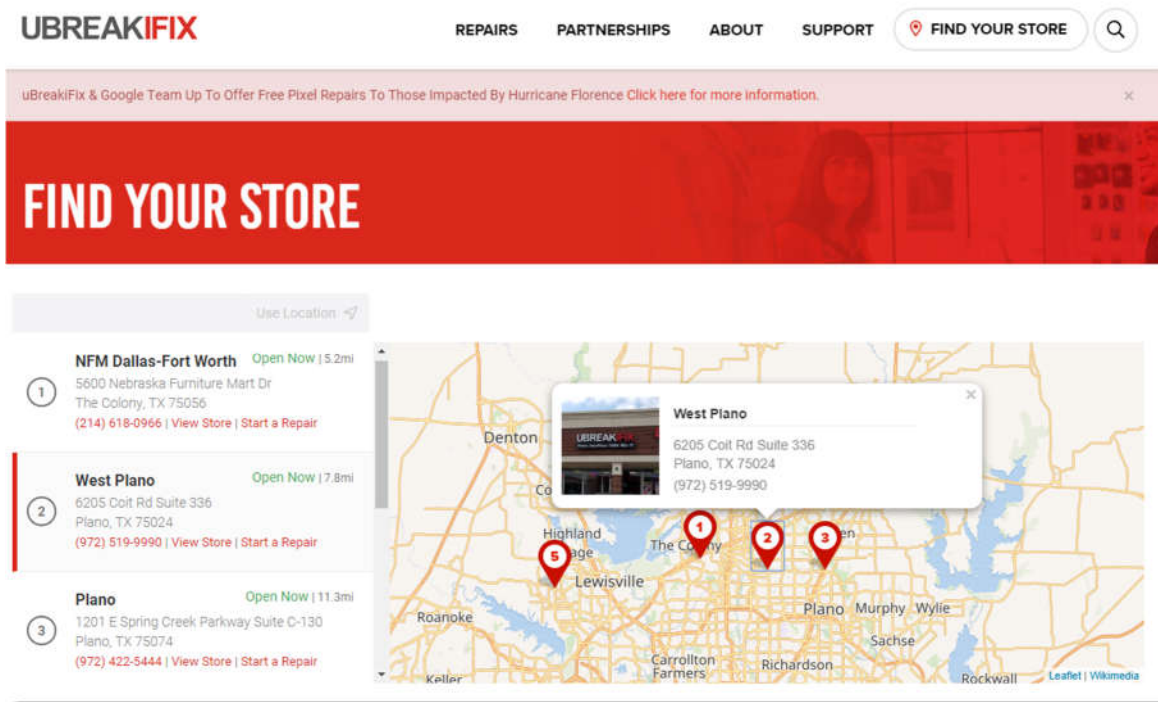 UBREAKIFIX
REPAIRS PARTNERSHIPS ABOUT SUPPORT FIND YOUR STORE
uBreakiFix & Google Team Up To Offer Free Pixel Repairs To Those Impacted By Hurricane Florence Click here for more information. ×
FIND YOUR STORE
Use Location
1
NFM Dallas-Fort Worth Open Now | 5.2mi
5600 Nebraska Furniture Mart Dr
The Colony, TX 75056
(214) 618-0966 | View Store | Start a Repair
2
West Plano Open Now | 7.8mi
6205 Coit Rd Suite 336
Plano, TX 75024
(972) 519-9990 | View Store | Start a Repair
3
Plano Open Now | 11.3mi
1201 E Spring Creek Parkway Suite C-130
Plano, TX 75074
(972) 422-5444 | View Store | Start a Repair
×
West Plano
6205 Coit Rd Suite 336
Plano, TX 75024
(972) 519-9990
UBREAKIFIX
Denton
Highland
The Colony
1
2
3
5
Lewisville
Roanoke
Plano Murphy Wylie
Sachse
Carrollton
Richardson
Farmers
Keller
Rockwall
Leaflet | Wikimedia